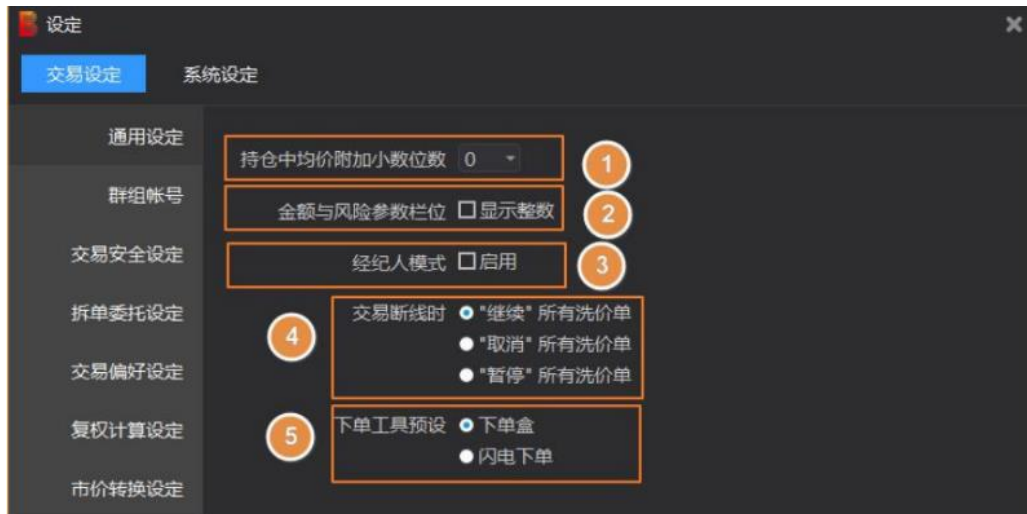 设定
交易设定 系统设定
通用设定
群组帐号
交易安全设定
拆单委托设定
交易偏好设定
复权计算设定
市价转换设定
持仓中均价附加小数位数 0
1
金额与风险参数栏位 显示整数
2
经纪人模式 启用
3
4
交易断线时 "继续" 所有洗价单
"取消" 所有洗价单
"暂停" 所有洗价单
5
下单工具预设 下单盒
闪电下单